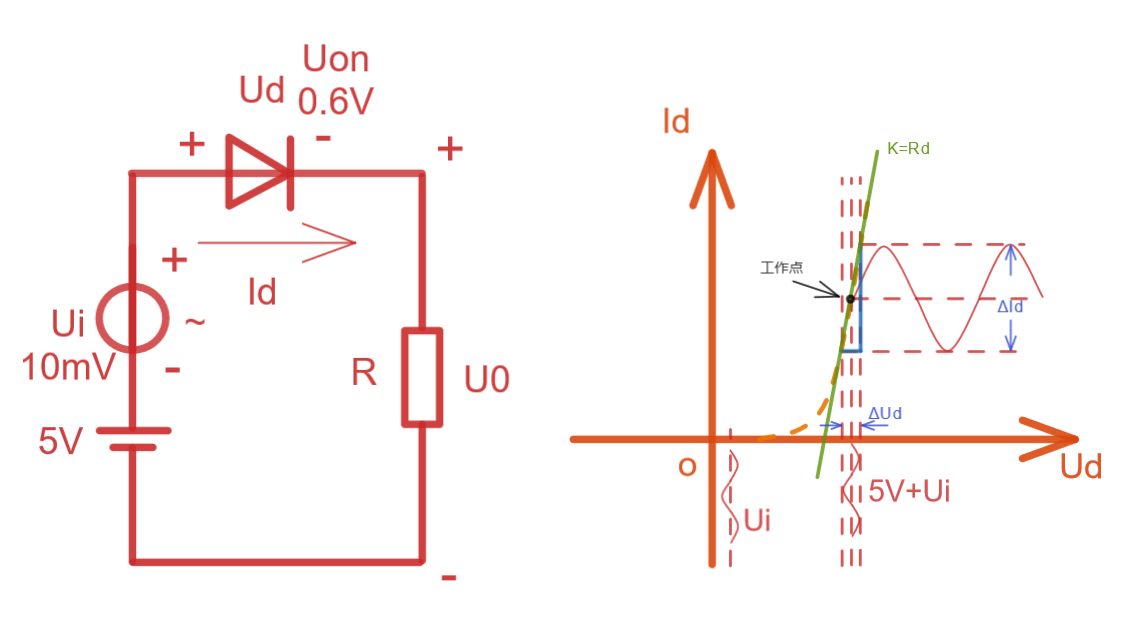 Uon
Ud
0.6V
+
-
+
+
Id
Ui
~
10mV
-
R
U0
5V
-
Id
K=Rd
工作点
ΔId
ΔUd
o
Ud
5V+Ui
Ui